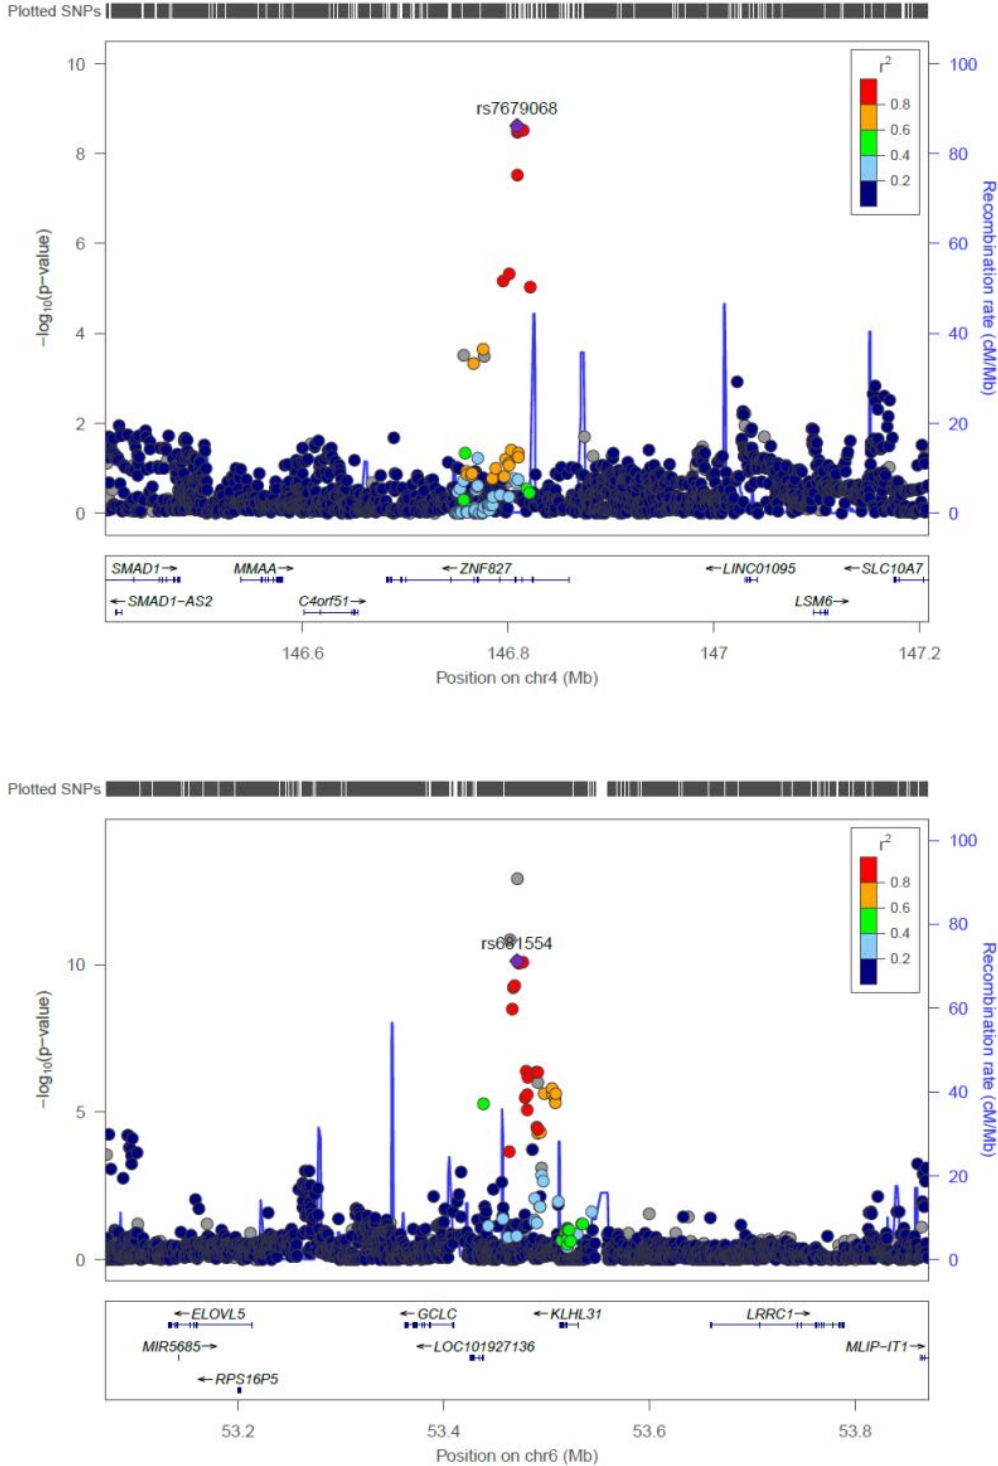 Plotted SNPs
10
8
6
4
2
0
−log10(p−value)
rs7679068
r2
0.8
0.6
0.4
0.2
100
80
60
40
20
0
Recombination rate (cM/Mb)
SMAD1→ MMAA→ ←ZNF827 ←LINC01095 ←SLC10A7
←SMAD1−AS2 C4orf51→ LSM6→
146.6 146.8 147 147.2
Position on chr4 (Mb)
Plotted SNPs
10
5
0
−log10(p−value)
rs681554
r2
0.8
0.6
0.4
0.2
100
80
60
40
20
0
Recombination rate (cM/Mb)
←ELOVL5 ←GCLC ←KLHL31 LRRC1→
MIR5685→ ←LOC101927136 MLIP−IT1→
←RPS16P5
53.2 53.4 53.6 53.8
Position on chr6 (Mb)